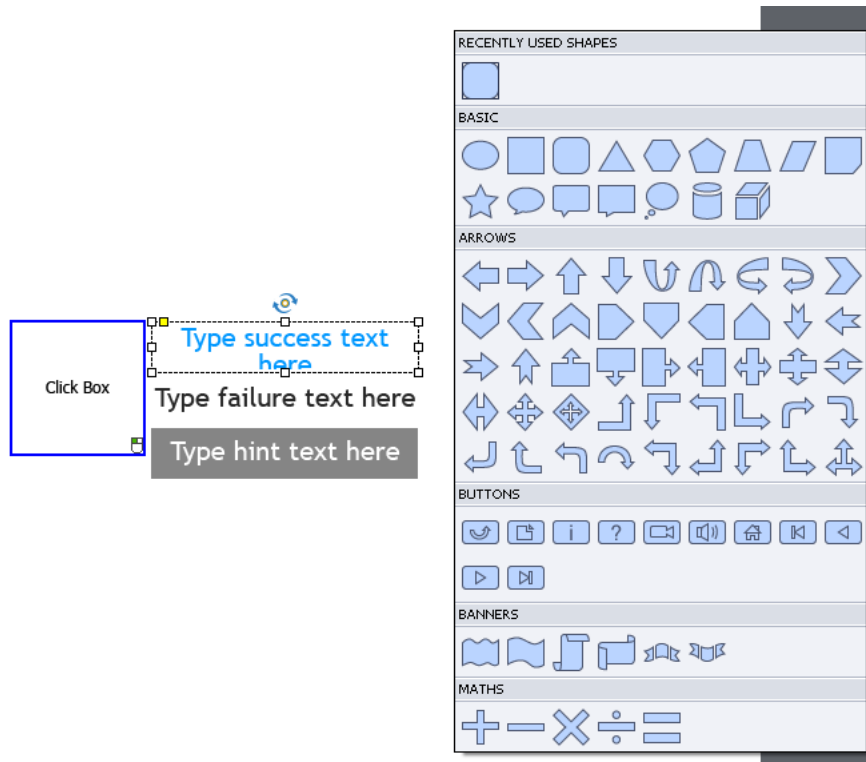 Click Box
Type success text
here
Type failure text here
Type hint text here
RECENTLY USED SHAPES
BASIC
ARROWS
BUTTONS
BANNERS
MATHS